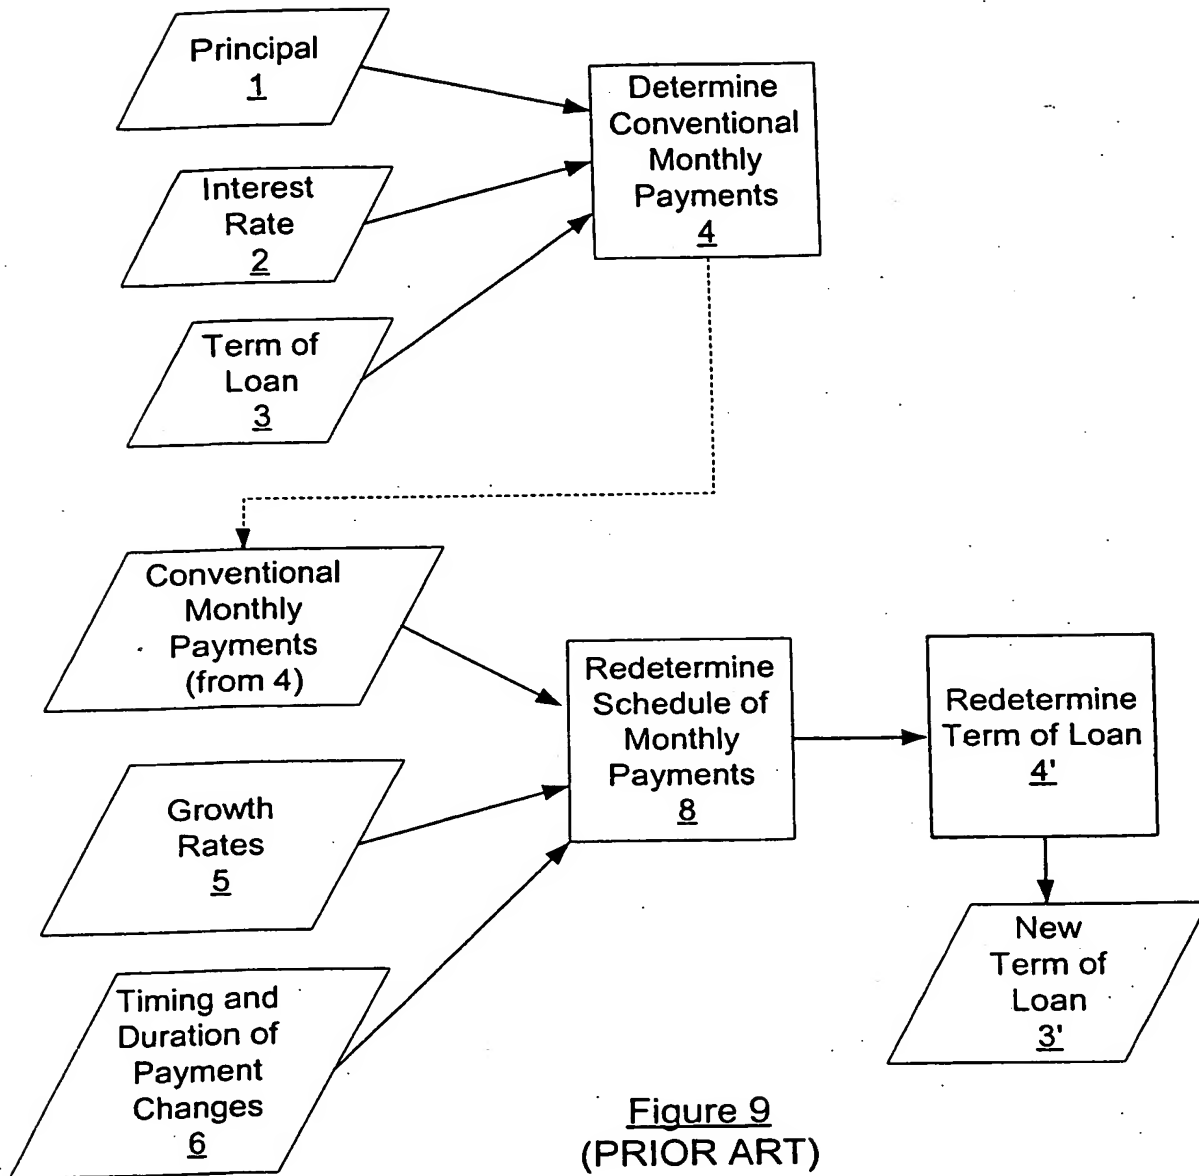 Principal
1
Interest
Rate
2
Term of
Loan
3
Determine
Conventional
Monthly
Payments
4
Conventional
Monthly
Payments
(from 4)
Growth
Rates
5
Timing and
Duration of
Payment
Changes
6
Redetermine
Schedule of
Monthly
Payments
8
Redetermine
Term of Loan
4'
New
Term of
Loan
3'
Figure 9
(PRIOR ART)